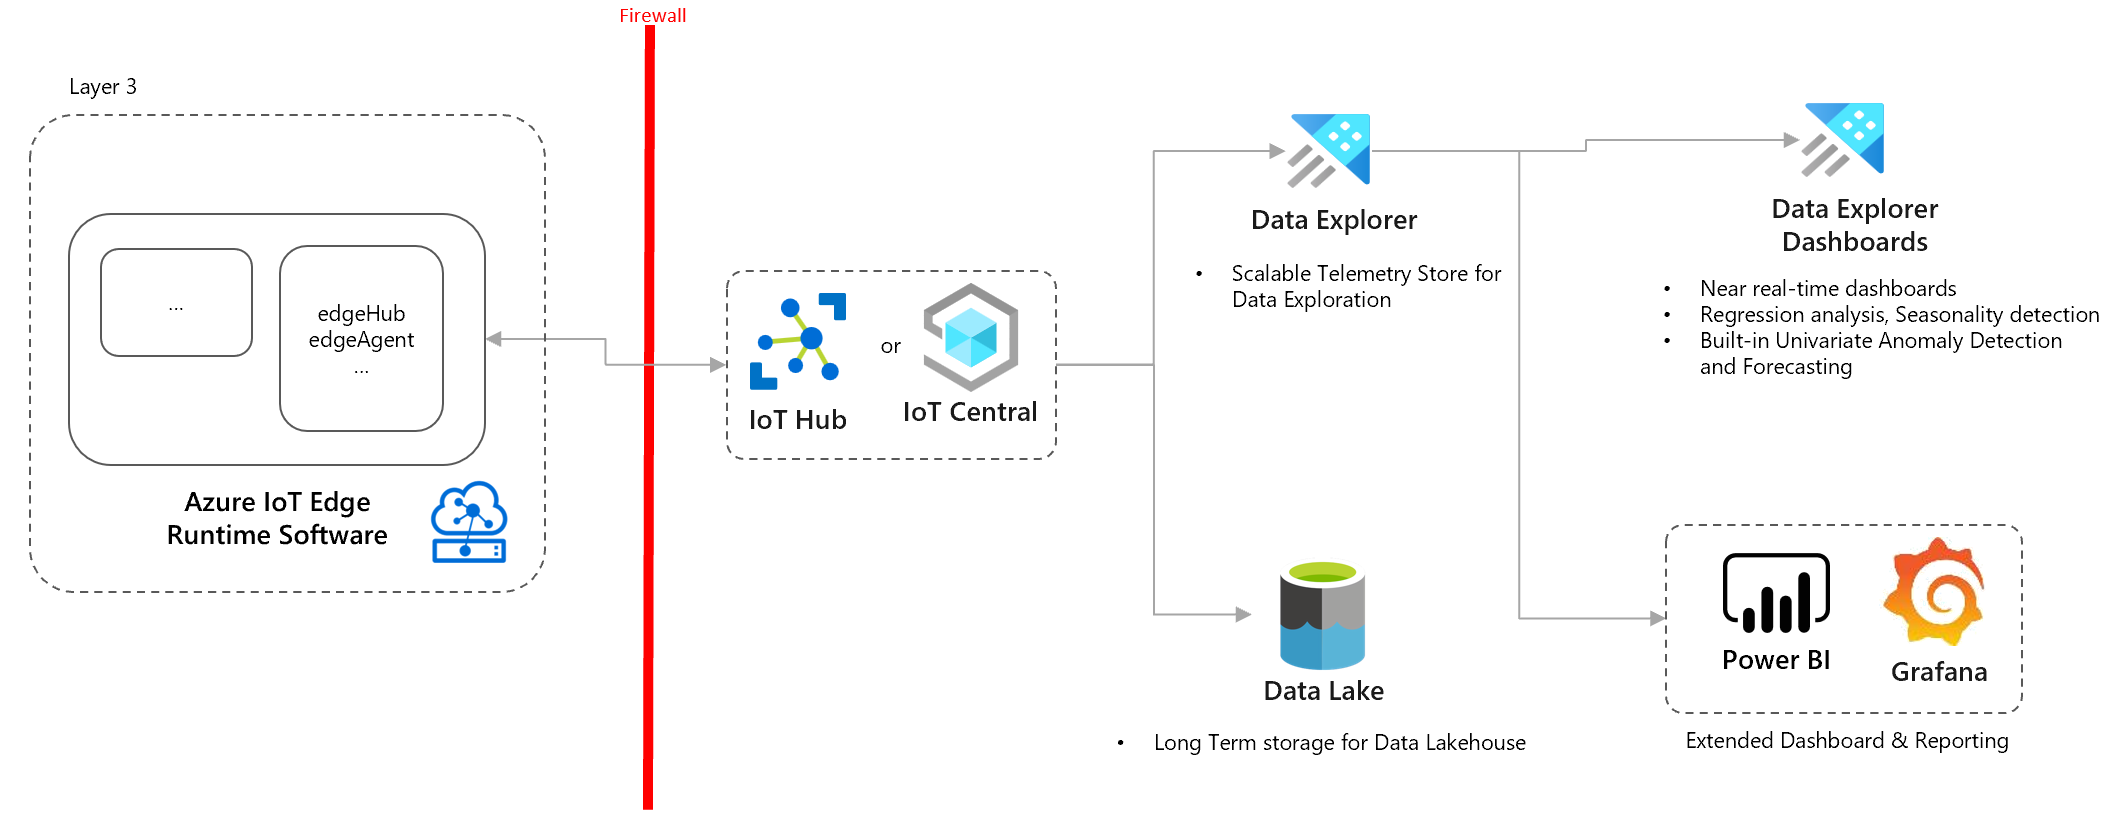 Firewall
Layer 3
...
edgeHub
edgeAgent
...
Azure IoT Edge
Runtime Software
IoT Hub
or
IoT Central
Data Explorer
• Scalable Telemetry Store for
Data Exploration
Data Lake
• Long Term storage for Data Lakehouse
Data Explorer
Dashboards
• Near real-time dashboards
• Regression analysis, Seasonality detection
• Built-in Univariate Anomaly Detection
and Forecasting
Power BI
Grafana
Extended Dashboard & Reporting